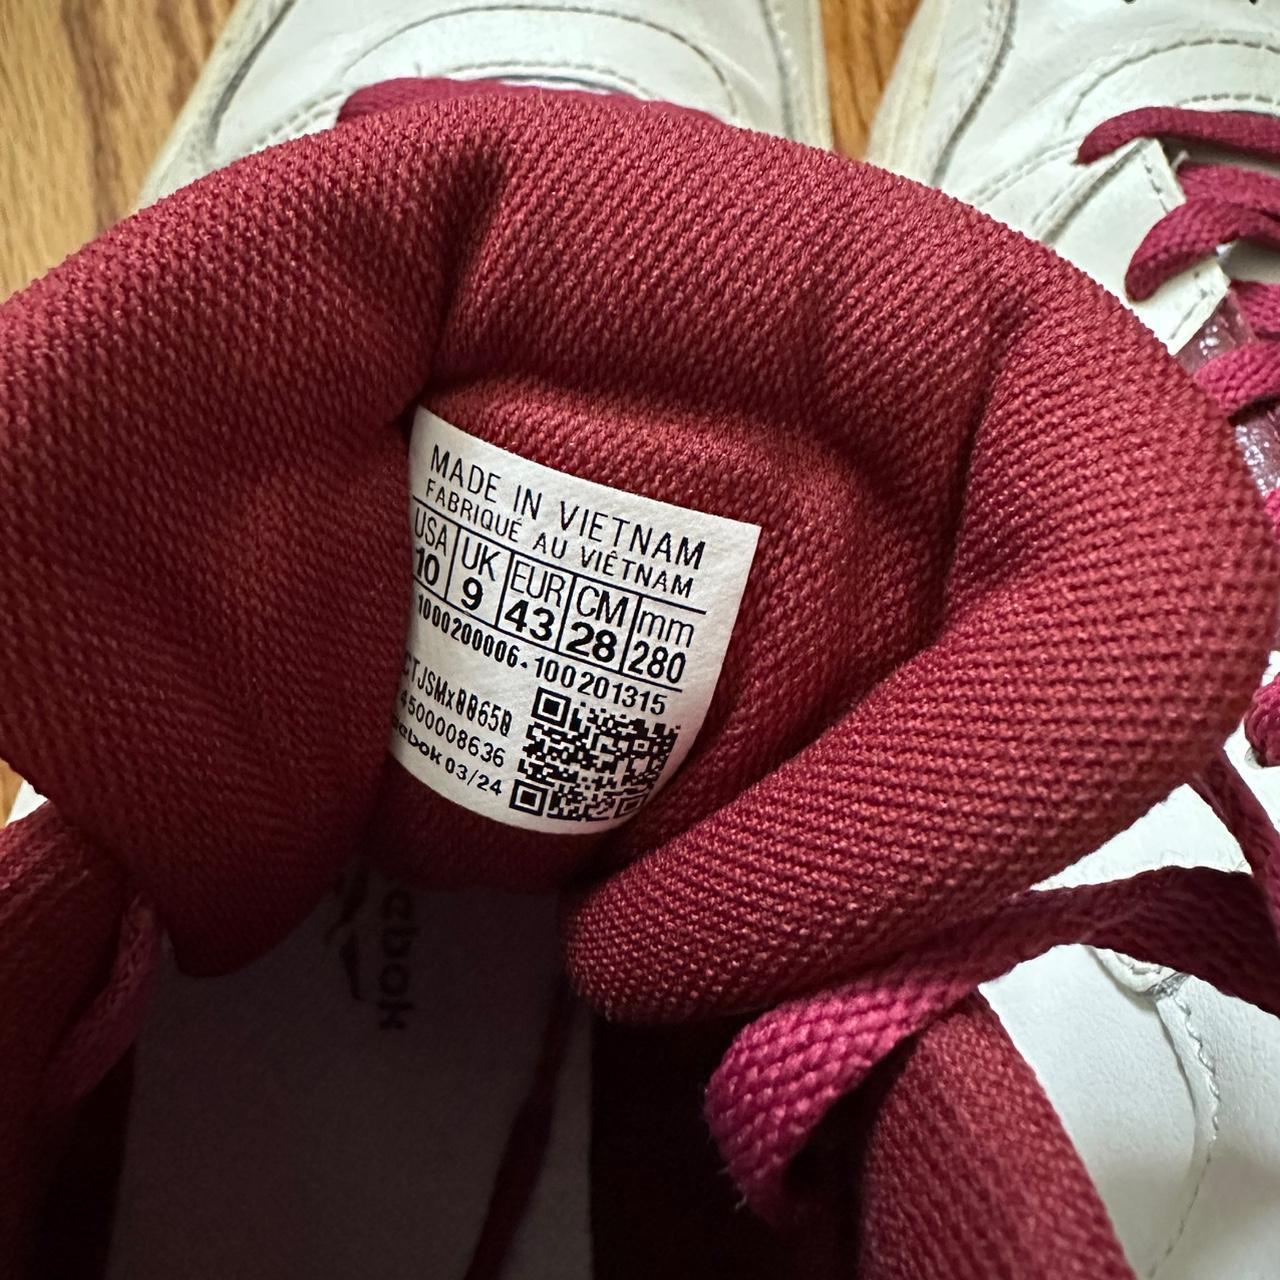 MADE IN VIETNAM
FABRIQUÉ AU VIÊTNAM
USA UK EUR CM mm
10 9 43 28 280
1000200006-100201315
4500008636
03/24